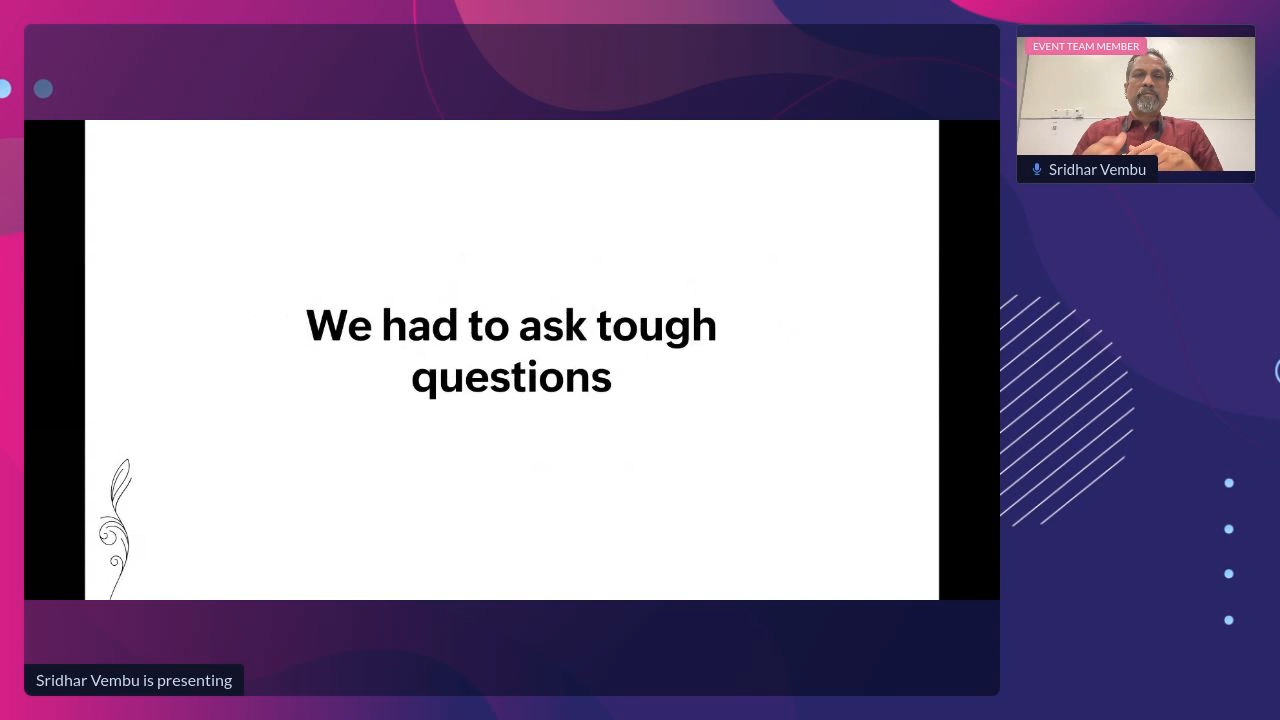 EVENT TEAM MEMBER
Sridhar Vembu
We had to ask tough
questions
Sridhar Vembu is presenting